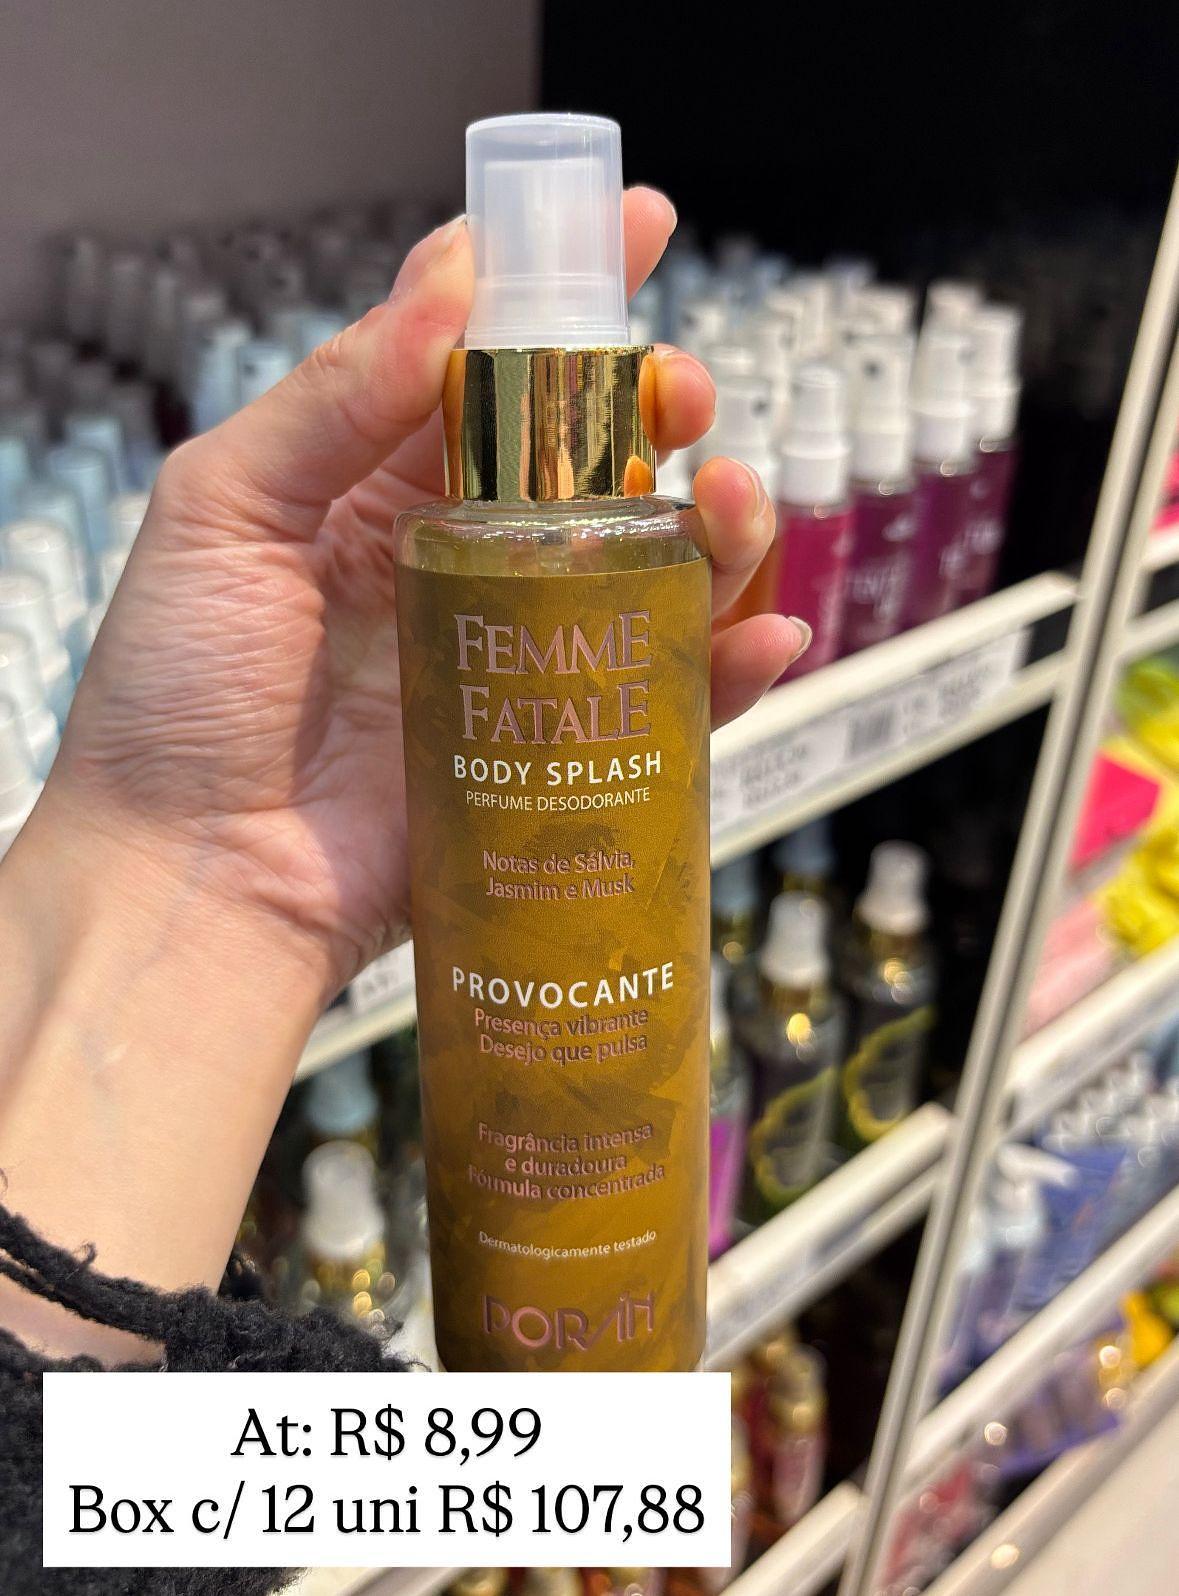 FEMME
FATALE
BODY SPLASH
PERFUME DESODORANTE
Notas de Sálvia,
Jasmim e Musk
PROVOCANTE
Presença vibrante
Desejo que pulsa
Fragrância intensa
e duradoura
Fórmula concentrada
Dermatologicamente testado
PORÁN
At: R$ 8,99
Box c/ 12 uni R$ 107,88